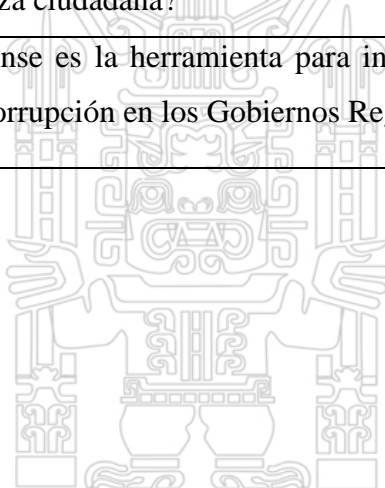 za ciudadana?
nse es la herramienta para in
orrupción en los Gobiernos Re